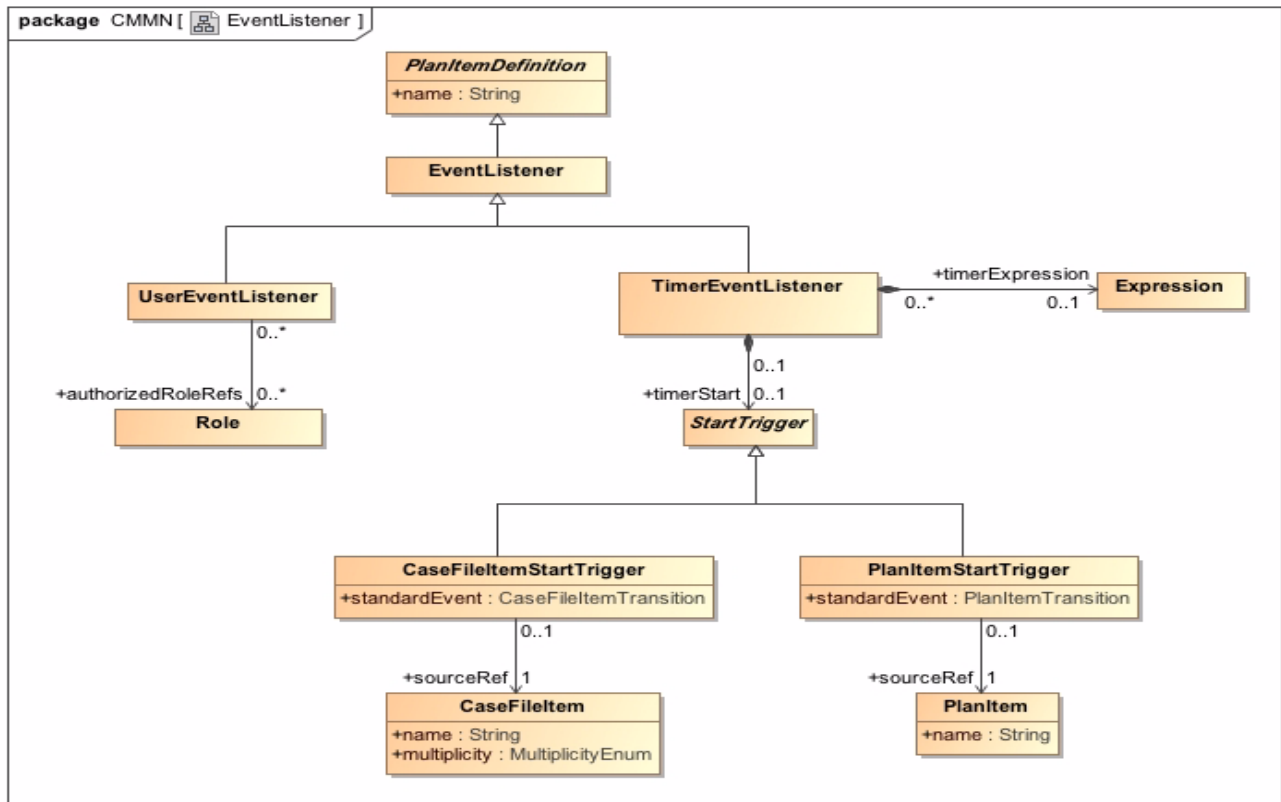 package CMMN [ EventListener ]
PlanItemDefinition
+name : String
EventListener
UserEventListener
TimerEventListener
+timerExpression
0..*
0..1
Expression
0..*
+authorizedRoleRefs
0..*
Role
0..1
+timerStart
0..1
StartTrigger
CaseFileItemStartTrigger
+standardEvent : CaseFileItemTransition
PlanItemStartTrigger
+standardEvent : PlanItemTransition
0..1
+sourceRef
1
0..1
+sourceRef
1
CaseFileItem
+name : String
+multiplicity : MultiplicityEnum
PlanItem
+name : String